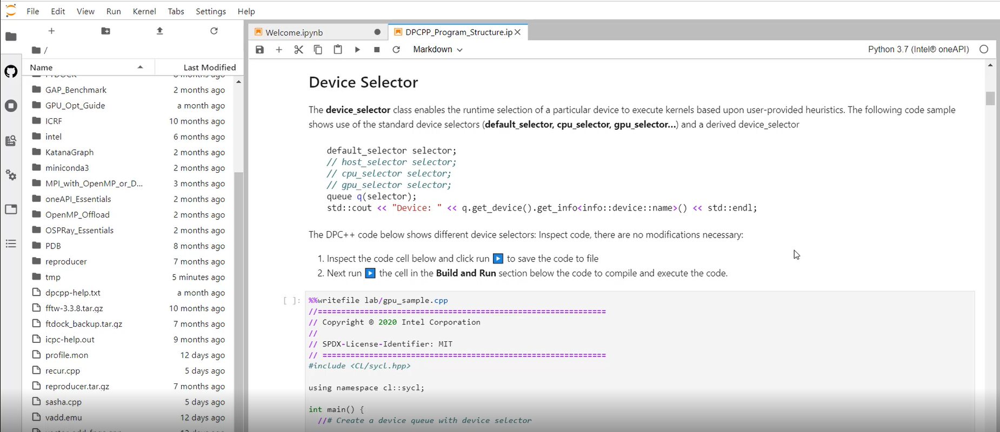 File Edit View Run Kernel Tabs Settings Help
Welcome.ipynb
DPCPP_Program_Structure.ip
/
Markdown
Python 3.7 (Intel® oneAPI)
Name Last Modified
GAP_Benchmark 2 months ago
GPU_Opt_Guide a month ago
ICRF 10 months ago
intel 6 months ago
KatanaGraph 2 months ago
miniconda3 2 months ago
MPI_with_OpenMP_or_D... 3 months ago
oneAPI_Essentials 2 months ago
OpenMP_Offload 2 months ago
OSPRay_Essentials 2 months ago
PDB 8 months ago
reproducer 7 months ago
tmp 5 minutes ago
dpcpp-help.txt a month ago
fftw-3.3.8.tar.gz 10 months ago
ftdock_backup.tar.gz 7 months ago
icpc-help.out 9 months ago
profile.mon 12 days ago
recur.cpp 5 days ago
reproducer.tar.gz 7 months ago
sasha.cpp 5 days ago
vadd.emu 12 days ago
Device Selector
The device_selector class enables the runtime selection of a particular device to execute kernels based upon user-provided heuristics. The following code sample
shows use of the standard device selectors (default_selector, cpu_selector, gpu_selector...) and a derived device_selector
default_selector selector;
// host_selector selector;
// cpu_selector selector;
// gpu_selector selector;
queue q(selector);
std::cout << "Device: " << q.get_device().get_info<info::device::name>() << std::endl;
The DPC++ code below shows different device selectors: Inspect code, there are no modifications necessary:
1. Inspect the code cell below and click run to save the code to file
2. Next run the cell in the Build and Run section below the code to compile and execute the code.
[ ]: %%writefile lab/gpu_sample.cpp
//==============================================================
// Copyright © 2020 Intel Corporation
//
// SPDX-License-Identifier: MIT
// =============================================================
#include <CL/sycl.hpp>
using namespace cl::sycl;
int main() {
//# Create a device queue with device selector